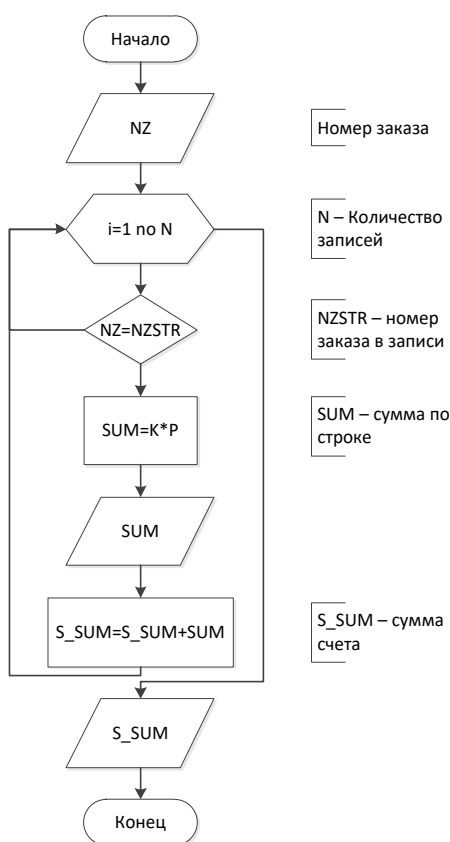 Начало
NZ
Номер заказа
i=1 no N
N – Количество
записей
NZ=NZSTR
NZSTR – номер
заказа в записи
SUM=K*P
SUM – сумма по
строке
SUM
S_SUM=S_SUM+SUM
S_SUM – сумма
счета
S_SUM
Конец